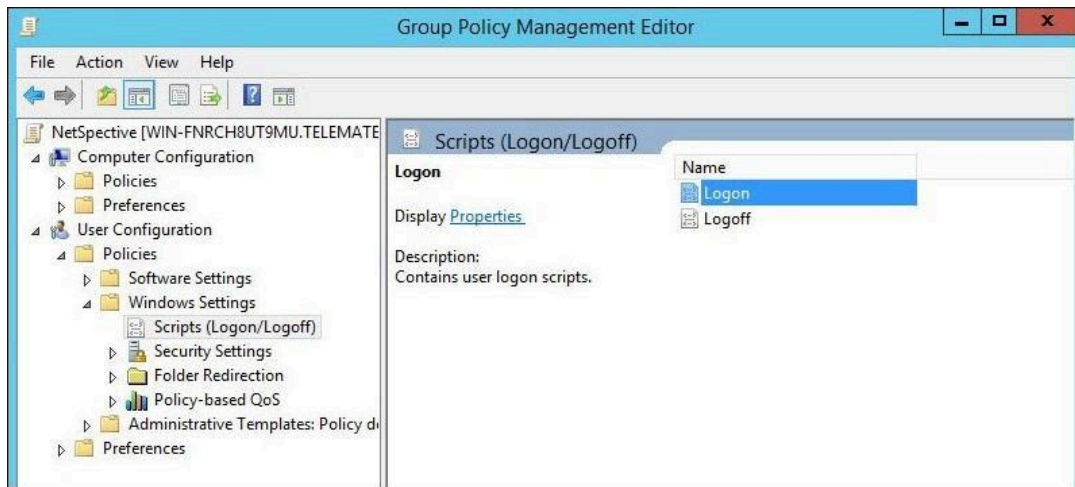 Group Policy Management Editor
File Action View Help
NetSpective [WIN-FNRCH8UT9MU.TELEMATE
Computer Configuration
Policies
Preferences
User Configuration
Policies
Software Settings
Windows Settings
Scripts (Logon/Logoff)
Security Settings
Folder Redirection
Policy-based QoS
Administrative Templates: Policy d
Preferences
Scripts (Logon/Logoff)
Logon
Display Properties
Description:
Contains user logon scripts.
Name
Logon
Logoff